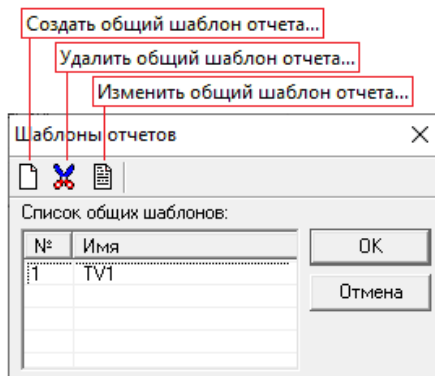 Создать общий шаблон отчета...
Удалить общий шаблон отчета...
Изменить общий шаблон отчета...
Шаблоны отчетов
Список общих шаблонов:
№ Имя
1 TV1
OK
Отмена